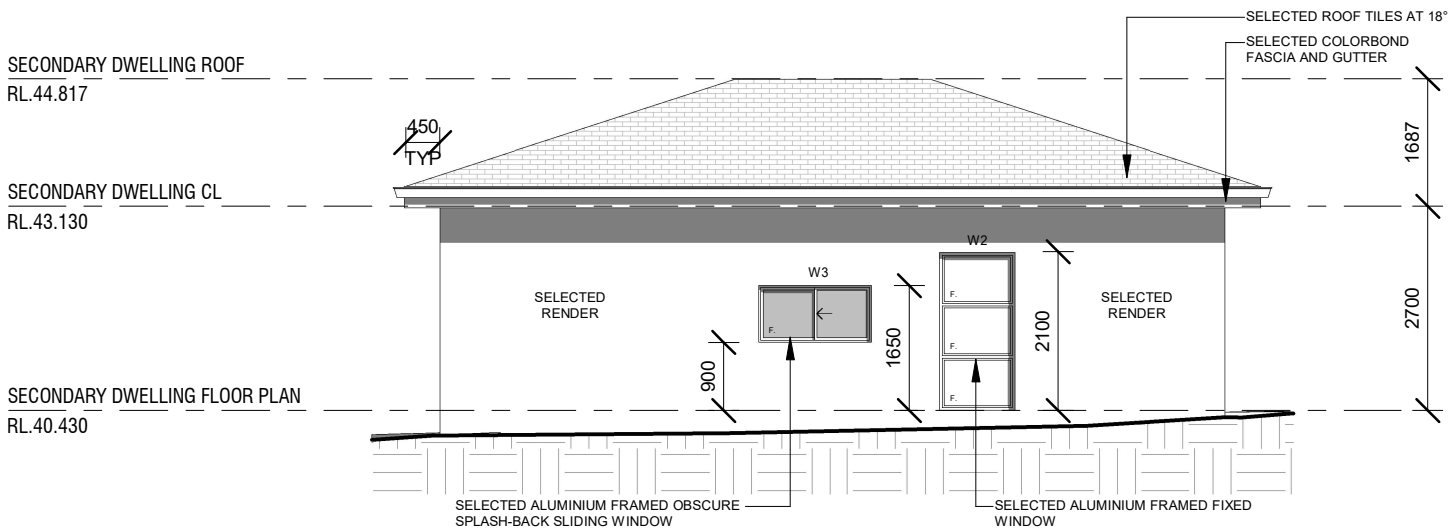 SELECTED ROOF TILES AT 18°
SELECTED COLORBOND
FASCIA AND GUTTER
SECONDARY DWELLING ROOF
RL.44.817
450
TYP
1687
SECONDARY DWELLING CL
RL.43.130
W2
W3
SELECTED
RENDER
SELECTED
RENDER
F.
F.
F.
F.
900
1650
2100
2700
SECONDARY DWELLING FLOOR PLAN
RL.40.430
SELECTED ALUMINIUM FRAMED OBSCURE
SPLASH-BACK SLIDING WINDOW
SELECTED ALUMINIUM FRAMED FIXED
WINDOW